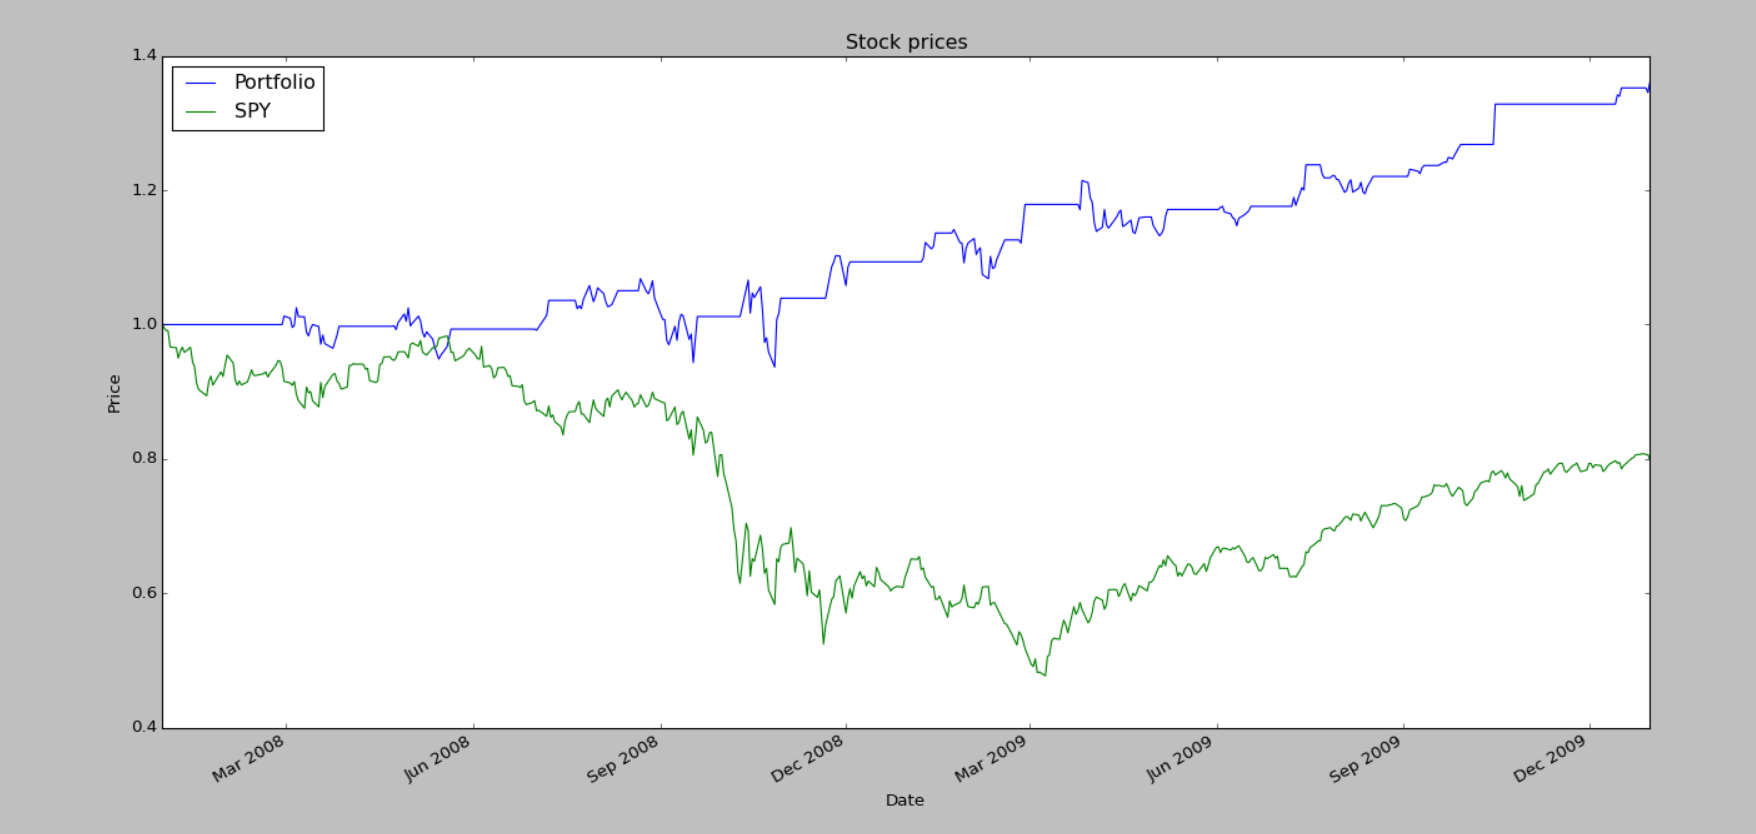 Stock prices
Portfolio
SPY
1.4
1.2
1.0
0.8
0.6
0.4
Price
Mar 2008
Jun 2008
Sep 2008
Dec 2008
Mar 2009
Jun 2009
Sep 2009
Dec 2009
Date